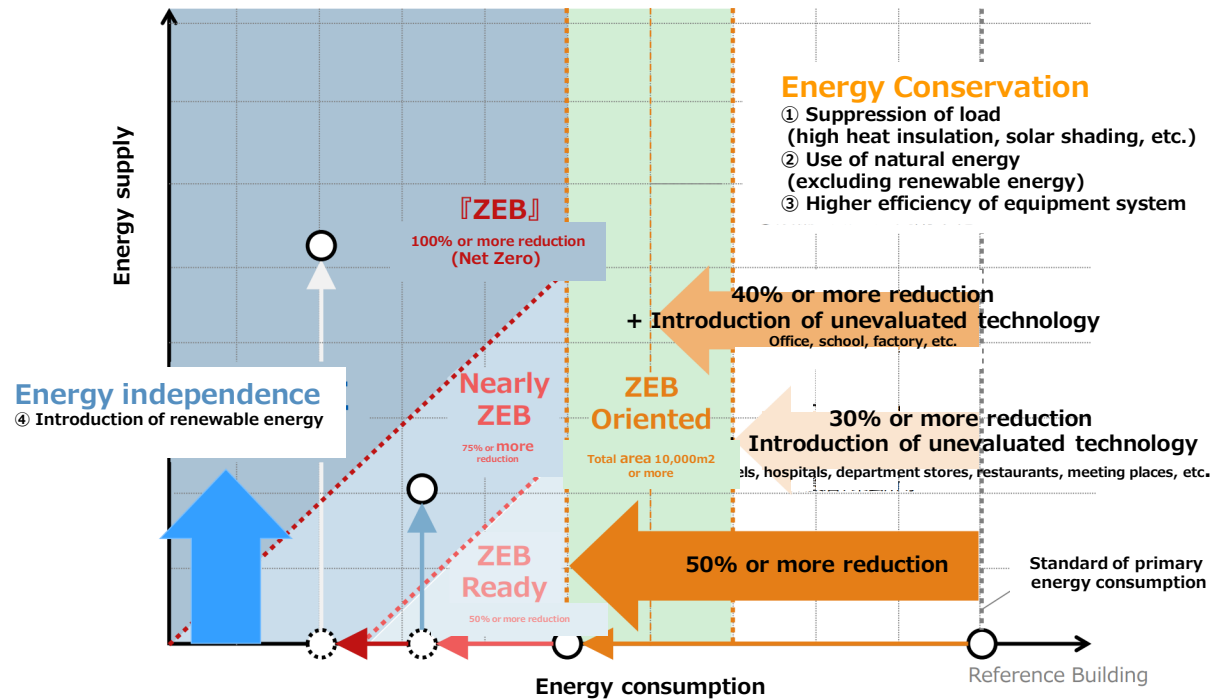 Energy supply
Energy Conservation
① Suppression of load
(high heat insulation, solar shading, etc.)
② Use of natural energy
(excluding renewable energy)
③ Higher efficiency of equipment system
『ZEB』
100% or more reduction
(Net Zero)
40% or more reduction
+ Introduction of unevaluated technology
Office, school, factory, etc.
Energy independence
④ Introduction of renewable energy
Nearly
ZEB
75% or more
reduction
ZEB
Oriented
Total area 10,000m2
or more
30% or more reduction
Introduction of unevaluated technology
els, hospitals, department stores, restaurants, meeting places, etc.
ZEB
Ready
50% or more reduction
50% or more reduction
Standard of primary
energy consumption
Reference Building
Energy consumption